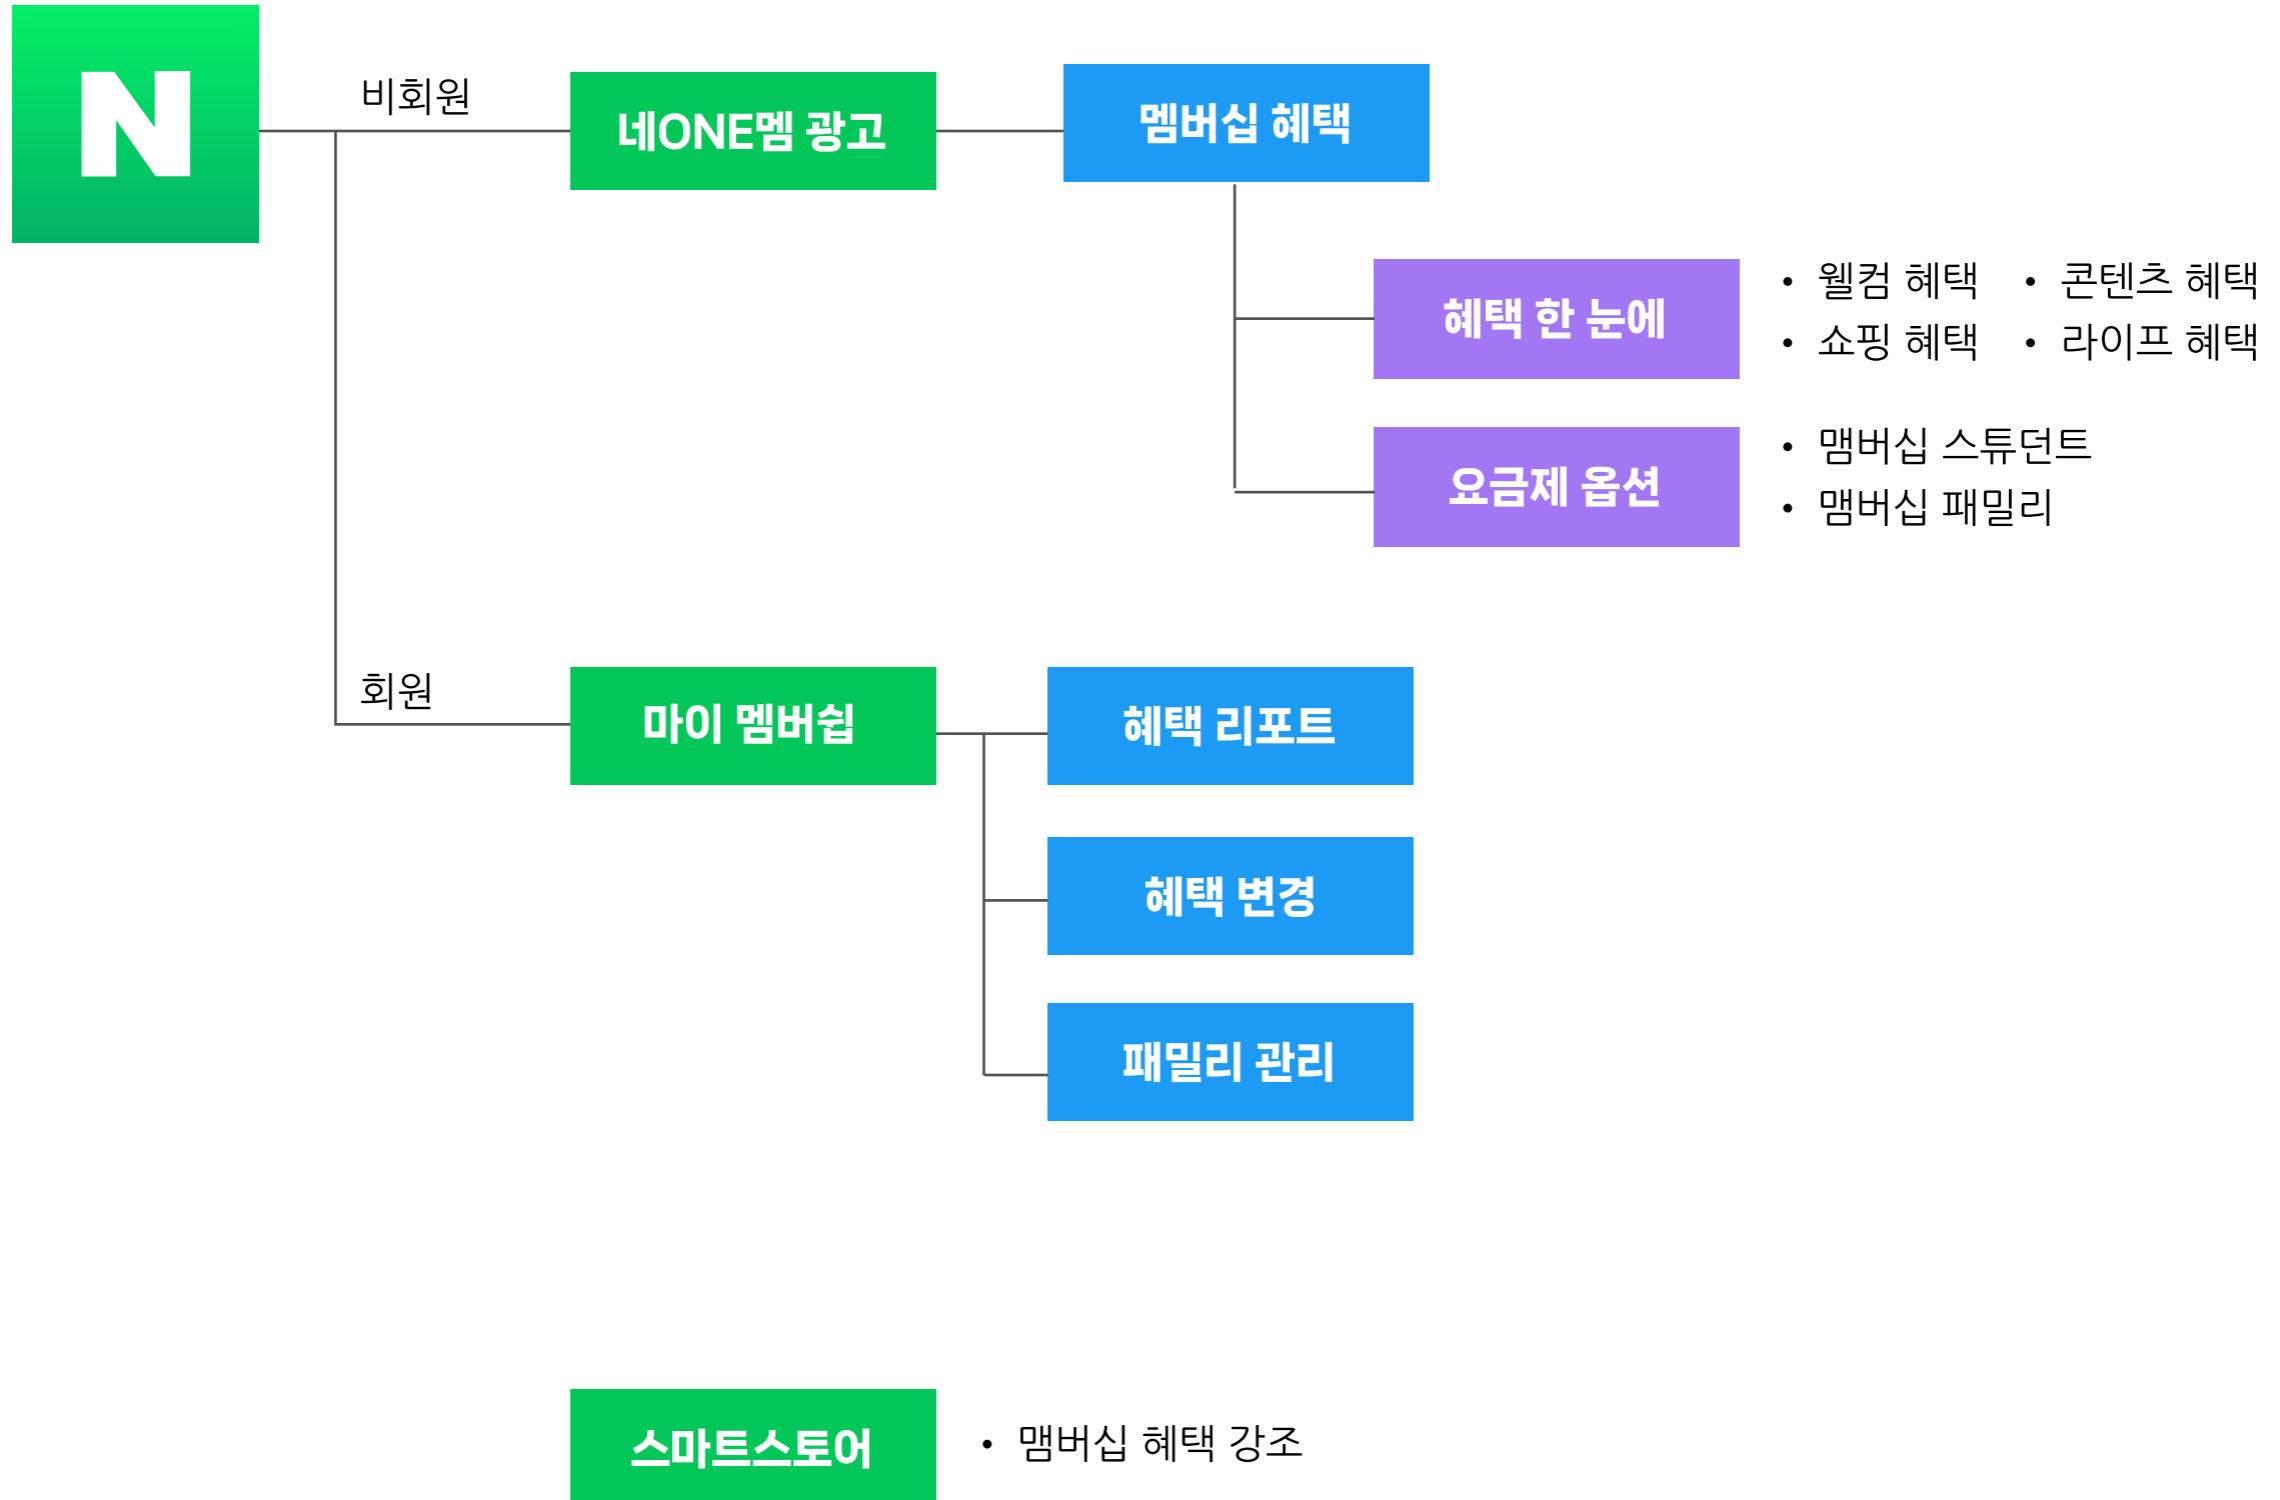 N
비회원
네ONE멤 광고
멤버십 혜택
혜택 한 눈에
• 웰컴 혜택
• 쇼핑 혜택
• 콘텐츠 혜택
• 라이프 혜택
요금제 옵션
• 맴버십 스튜던트
• 맴버십 패밀리
회원
마이 멤버쉽
혜택 리포트
혜택 변경
패밀리 관리
스마트스토어
• 맴버십 혜택 강조